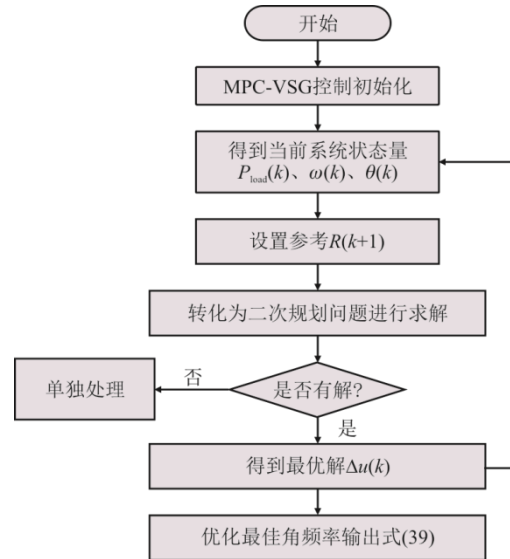 开始
MPC-VSG控制初始化
得到当前系统状态量
P_load(k)、ω(k)、θ(k)
设置参考R(k+1)
转化为二次规划问题进行求解
是否有解?
否
单独处理
是
得到最优解Δu(k)
优化最佳角频率输出式(39)